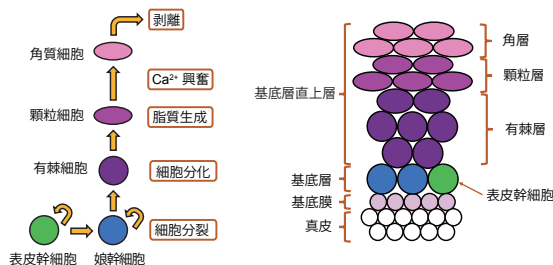 剥離
角質細胞
Ca²⁺ 興奮
顆粒細胞
脂質生成
有棘細胞
細胞分化
細胞分裂
表皮幹細胞
娘幹細胞
角層
顆粒層
基底層直上層
有棘層
基底層
表皮幹細胞
基底膜
真皮